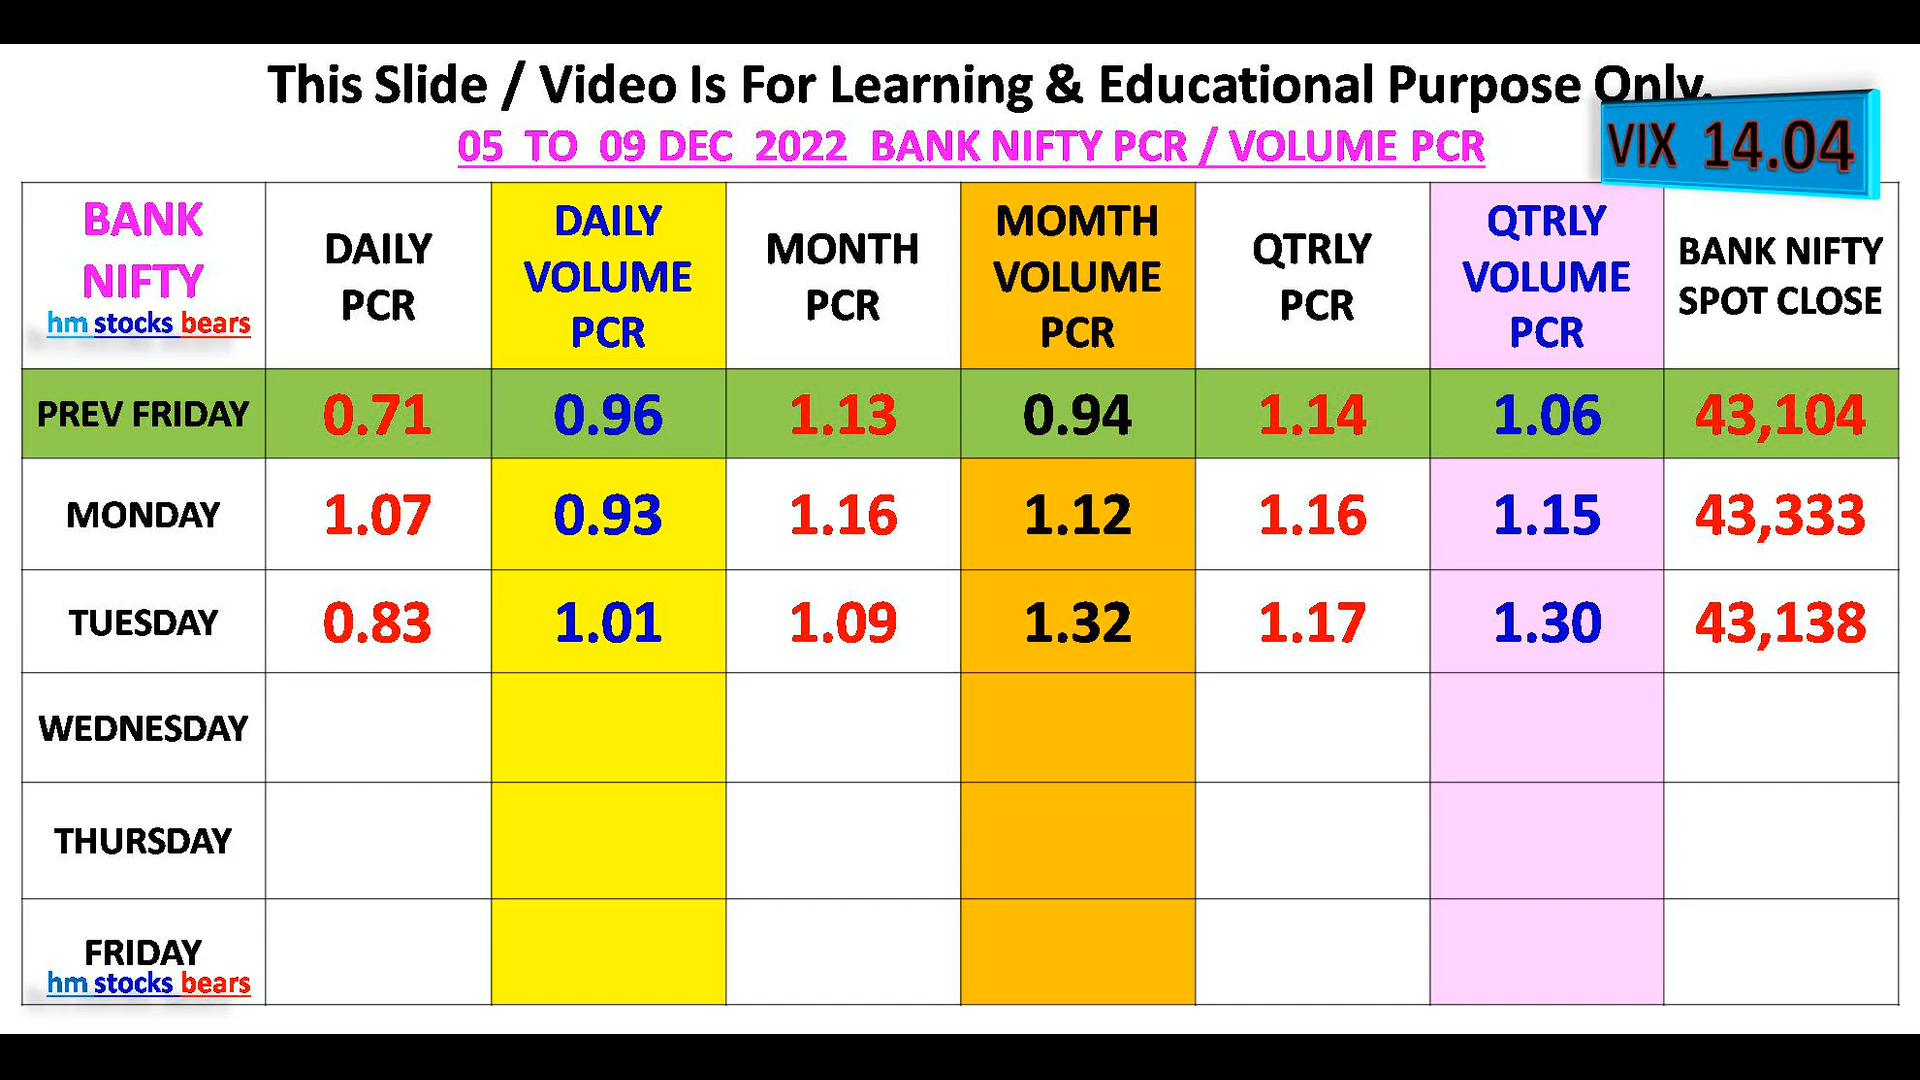 This Slide / Video Is For Learning & Educational Purpose Only.
05 TO 09 DEC 2022 BANK NIFTY PCR / VOLUME PCR
VIX 14.04
BANK
NIFTY
hm stocks bears
DAILY
PCR
DAILY
VOLUME
PCR
MONTH
PCR
MOMTH
VOLUME
PCR
QTRLY
PCR
QTRLY
VOLUME
PCR
BANK NIFTY
SPOT CLOSE
PREV FRIDAY 0.71 0.96 1.13 0.94 1.14 1.06 43,104
MONDAY 1.07 0.93 1.16 1.12 1.16 1.15 43,333
TUESDAY 0.83 1.01 1.09 1.32 1.17 1.30 43,138
WEDNESDAY
THURSDAY
FRIDAY
hm stocks bears